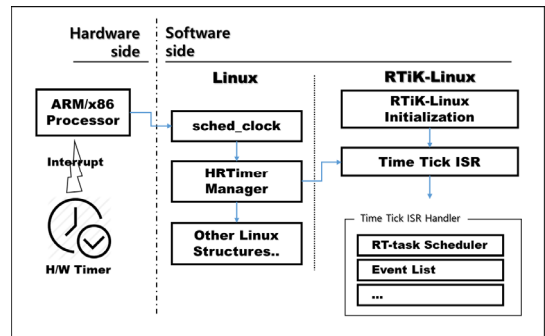 Hardware
side
Software
side
Linux
RTiK-Linux
ARM/x86
Processor
sched_clock
RTiK-Linux
Initialization
Interrupt
HRTimer
Manager
Time Tick ISR
Other Linux
Structures..
H/W Timer
Time Tick ISR Handler
RT-task Scheduler
Event List
...